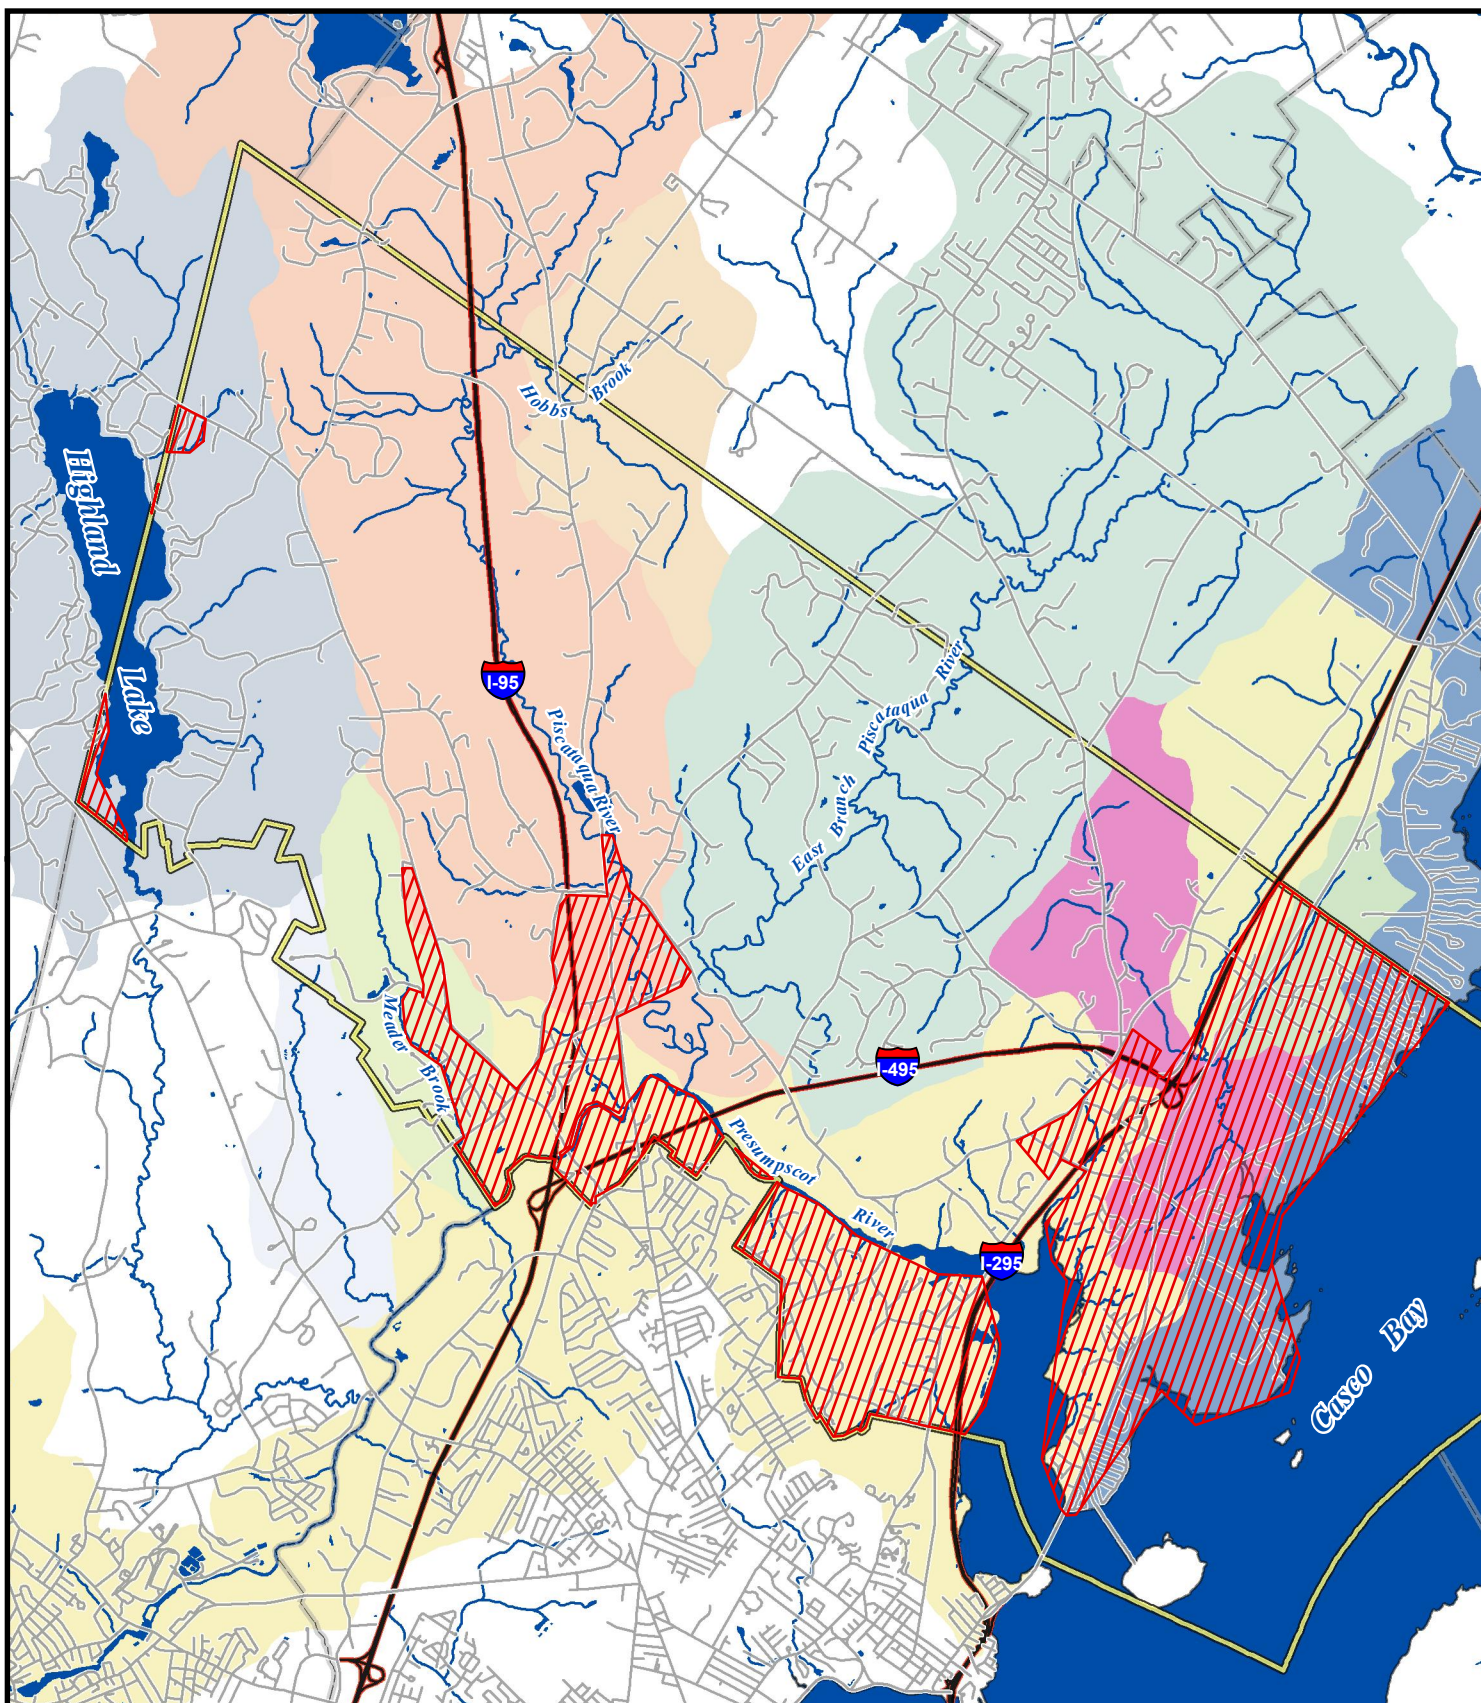 Hobbs Brook
Highland
Lake
I-95
Piscataqua River
East Branch Piscataqua River
Meader Brook
I-495
Presumpscot River
I-295
Casco Bay